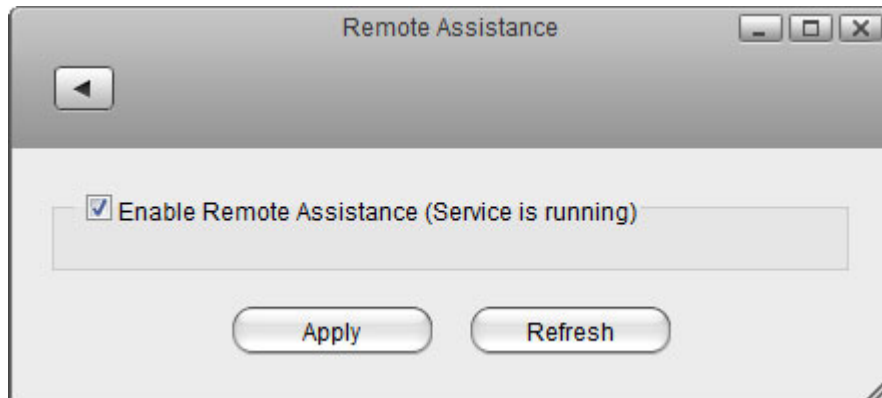 Remote Assistance
Enable Remote Assistance (Service is running)
Apply
Refresh